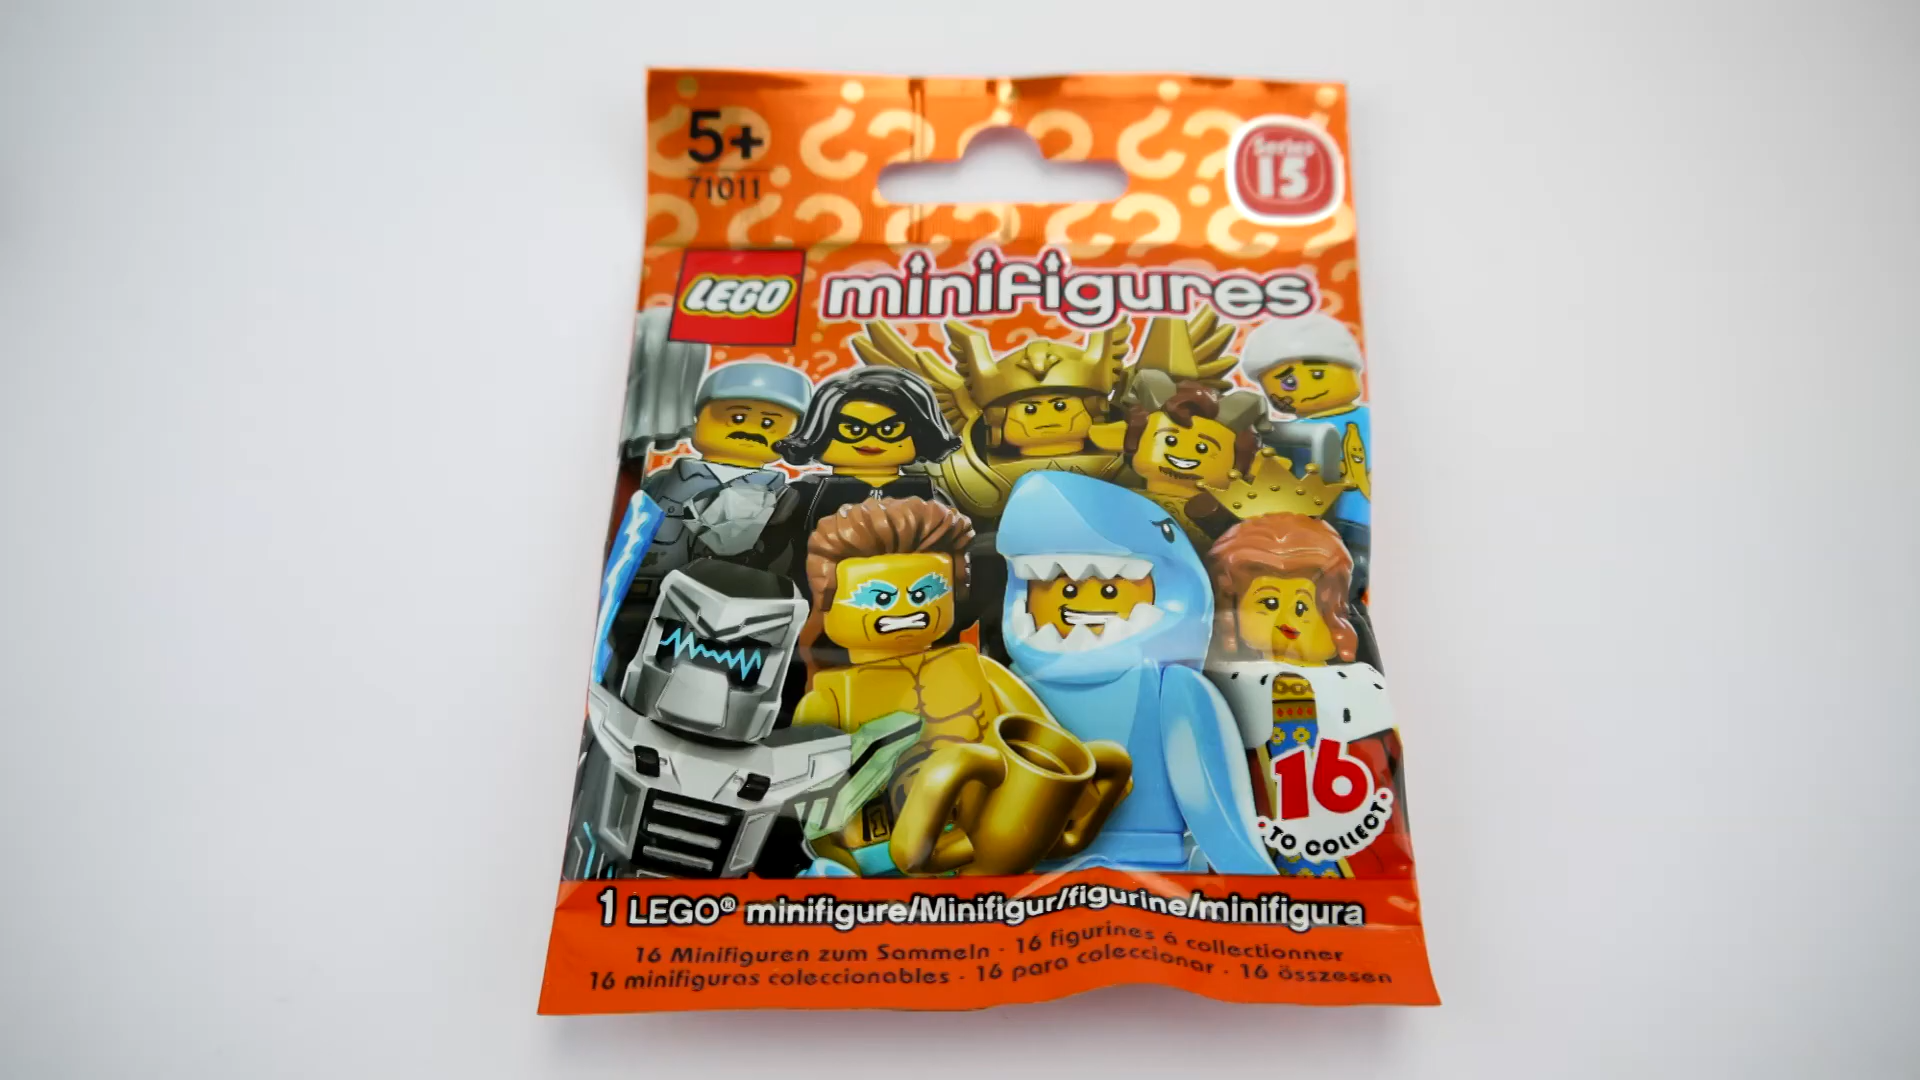 5+
71011
Series
15
LEGO
minifigures
16
TO COLLECT
1 LEGO® minifigure/Minifigur/figurine/minifigura
16 Minifiguren zum Sammeln · 16 figurines à collectionner
16 minifiguras coleccionables · 16 para coleccionar · 16 összesen